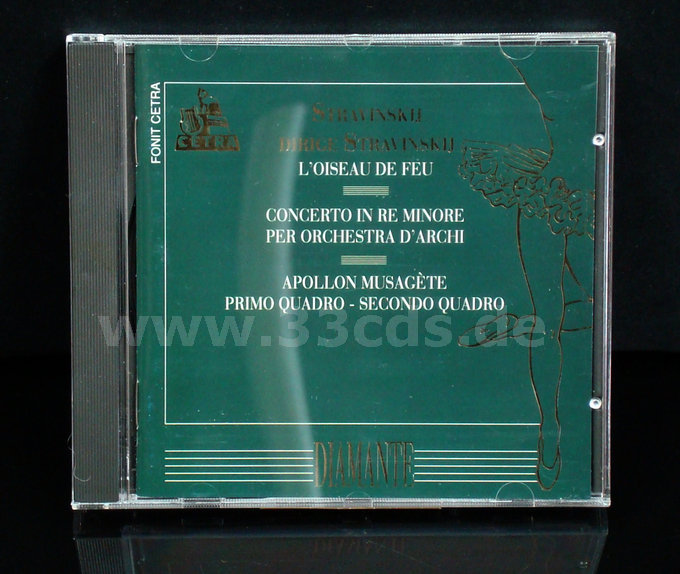 FONIT CETRA
CETRA
STRAVINSKIJ
DIRIGE STRAVINSKIJ
L'OISEAU DE FEU
CONCERTO IN RE MINORE
PER ORCHESTRA D'ARCHI
APOLLON MUSAGÈTE
PRIMO QUADRO - SECONDO QUADRO
www.33cds.de
DIAMANTE